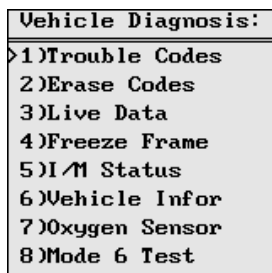 Vehicle Diagnosis:
>1)Trouble Codes
2)Erase Codes
3)Live Data
4)Freeze Frame
5)I/M Status
6)Vehicle Infor
7)Oxygen Sensor
8)Mode 6 Test